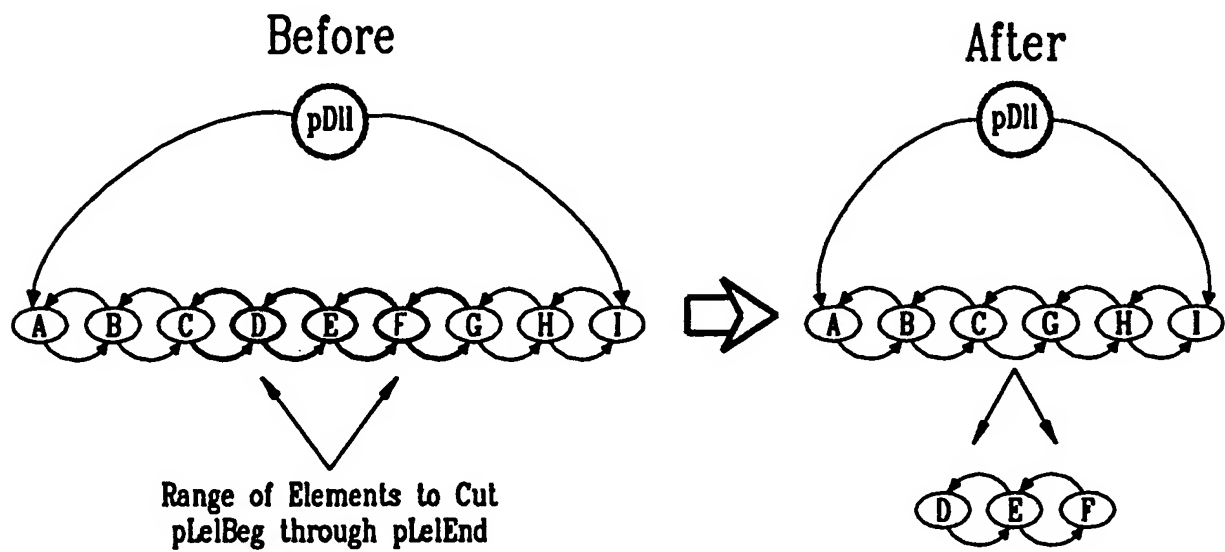 Before
After
pDll
pDll
A B C D E F G H I
A B C G H I
Range of Elements to Cut
pLelBeg through pLelEnd
D E F